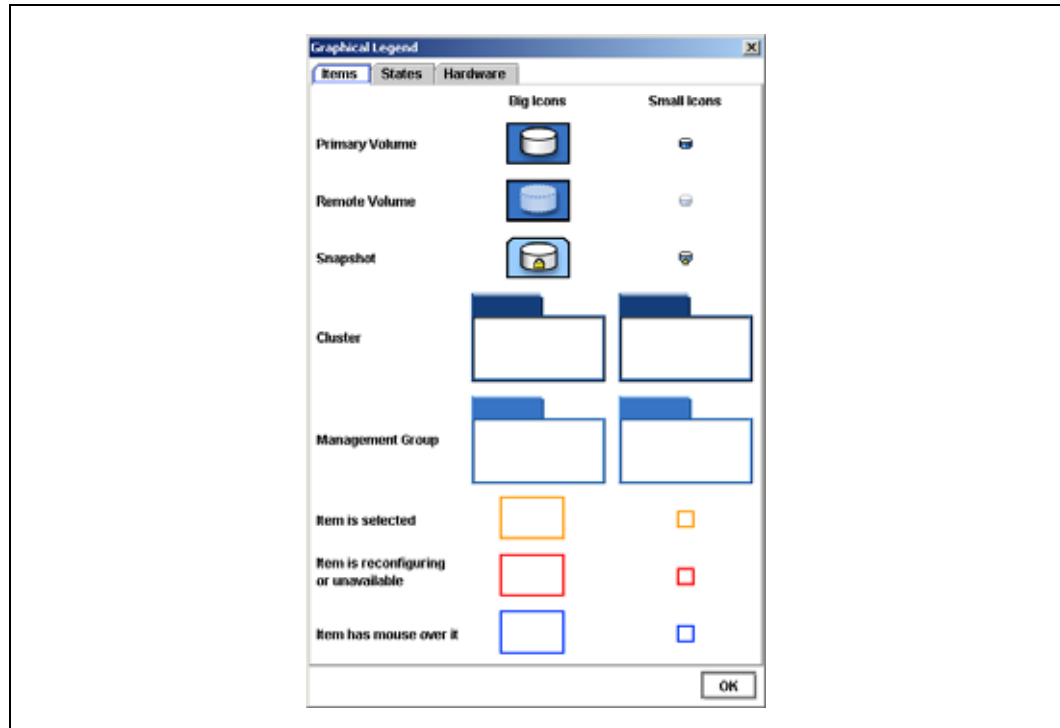 Graphical Legend
Items States Hardware
Big Icons Small Icons
Primary Volume
Remote Volume
Snapshot
Cluster
Management Group
Item is selected
Item is reconfiguring
or unavailable
Item has mouse over it
OK